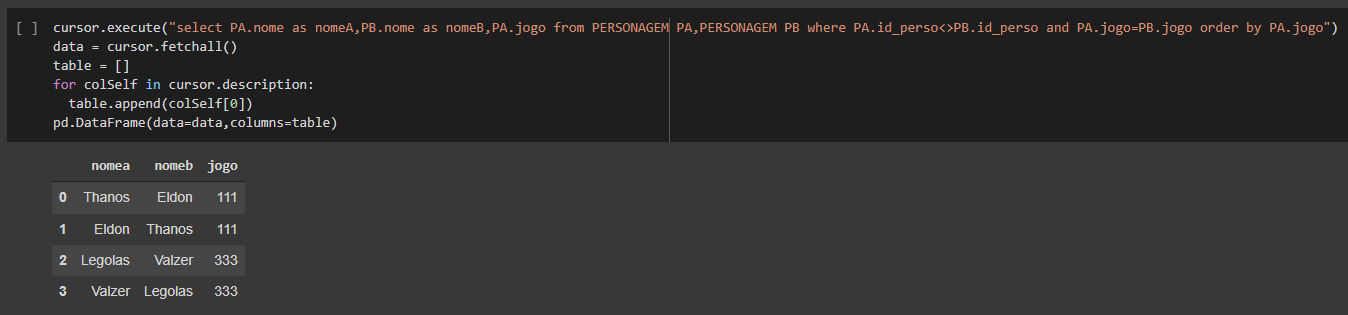 [ ] cursor.execute("select PA.nome as nomeA,PB.nome as nomeB,PA.jogo from PERSONAGEM PA,PERSONAGEM PB where PA.id_perso<>PB.id_perso and PA.jogo=PB.jogo order by PA.jogo")
data = cursor.fetchall()
table = []
for colSelf in cursor.description:
  table.append(colSelf[0])
pd.DataFrame(data=data,columns=table)
nomea nomeb jogo
0 Thanos Eldon 111
1 Eldon Thanos 111
2 Legolas Valzer 333
3 Valzer Legolas 333